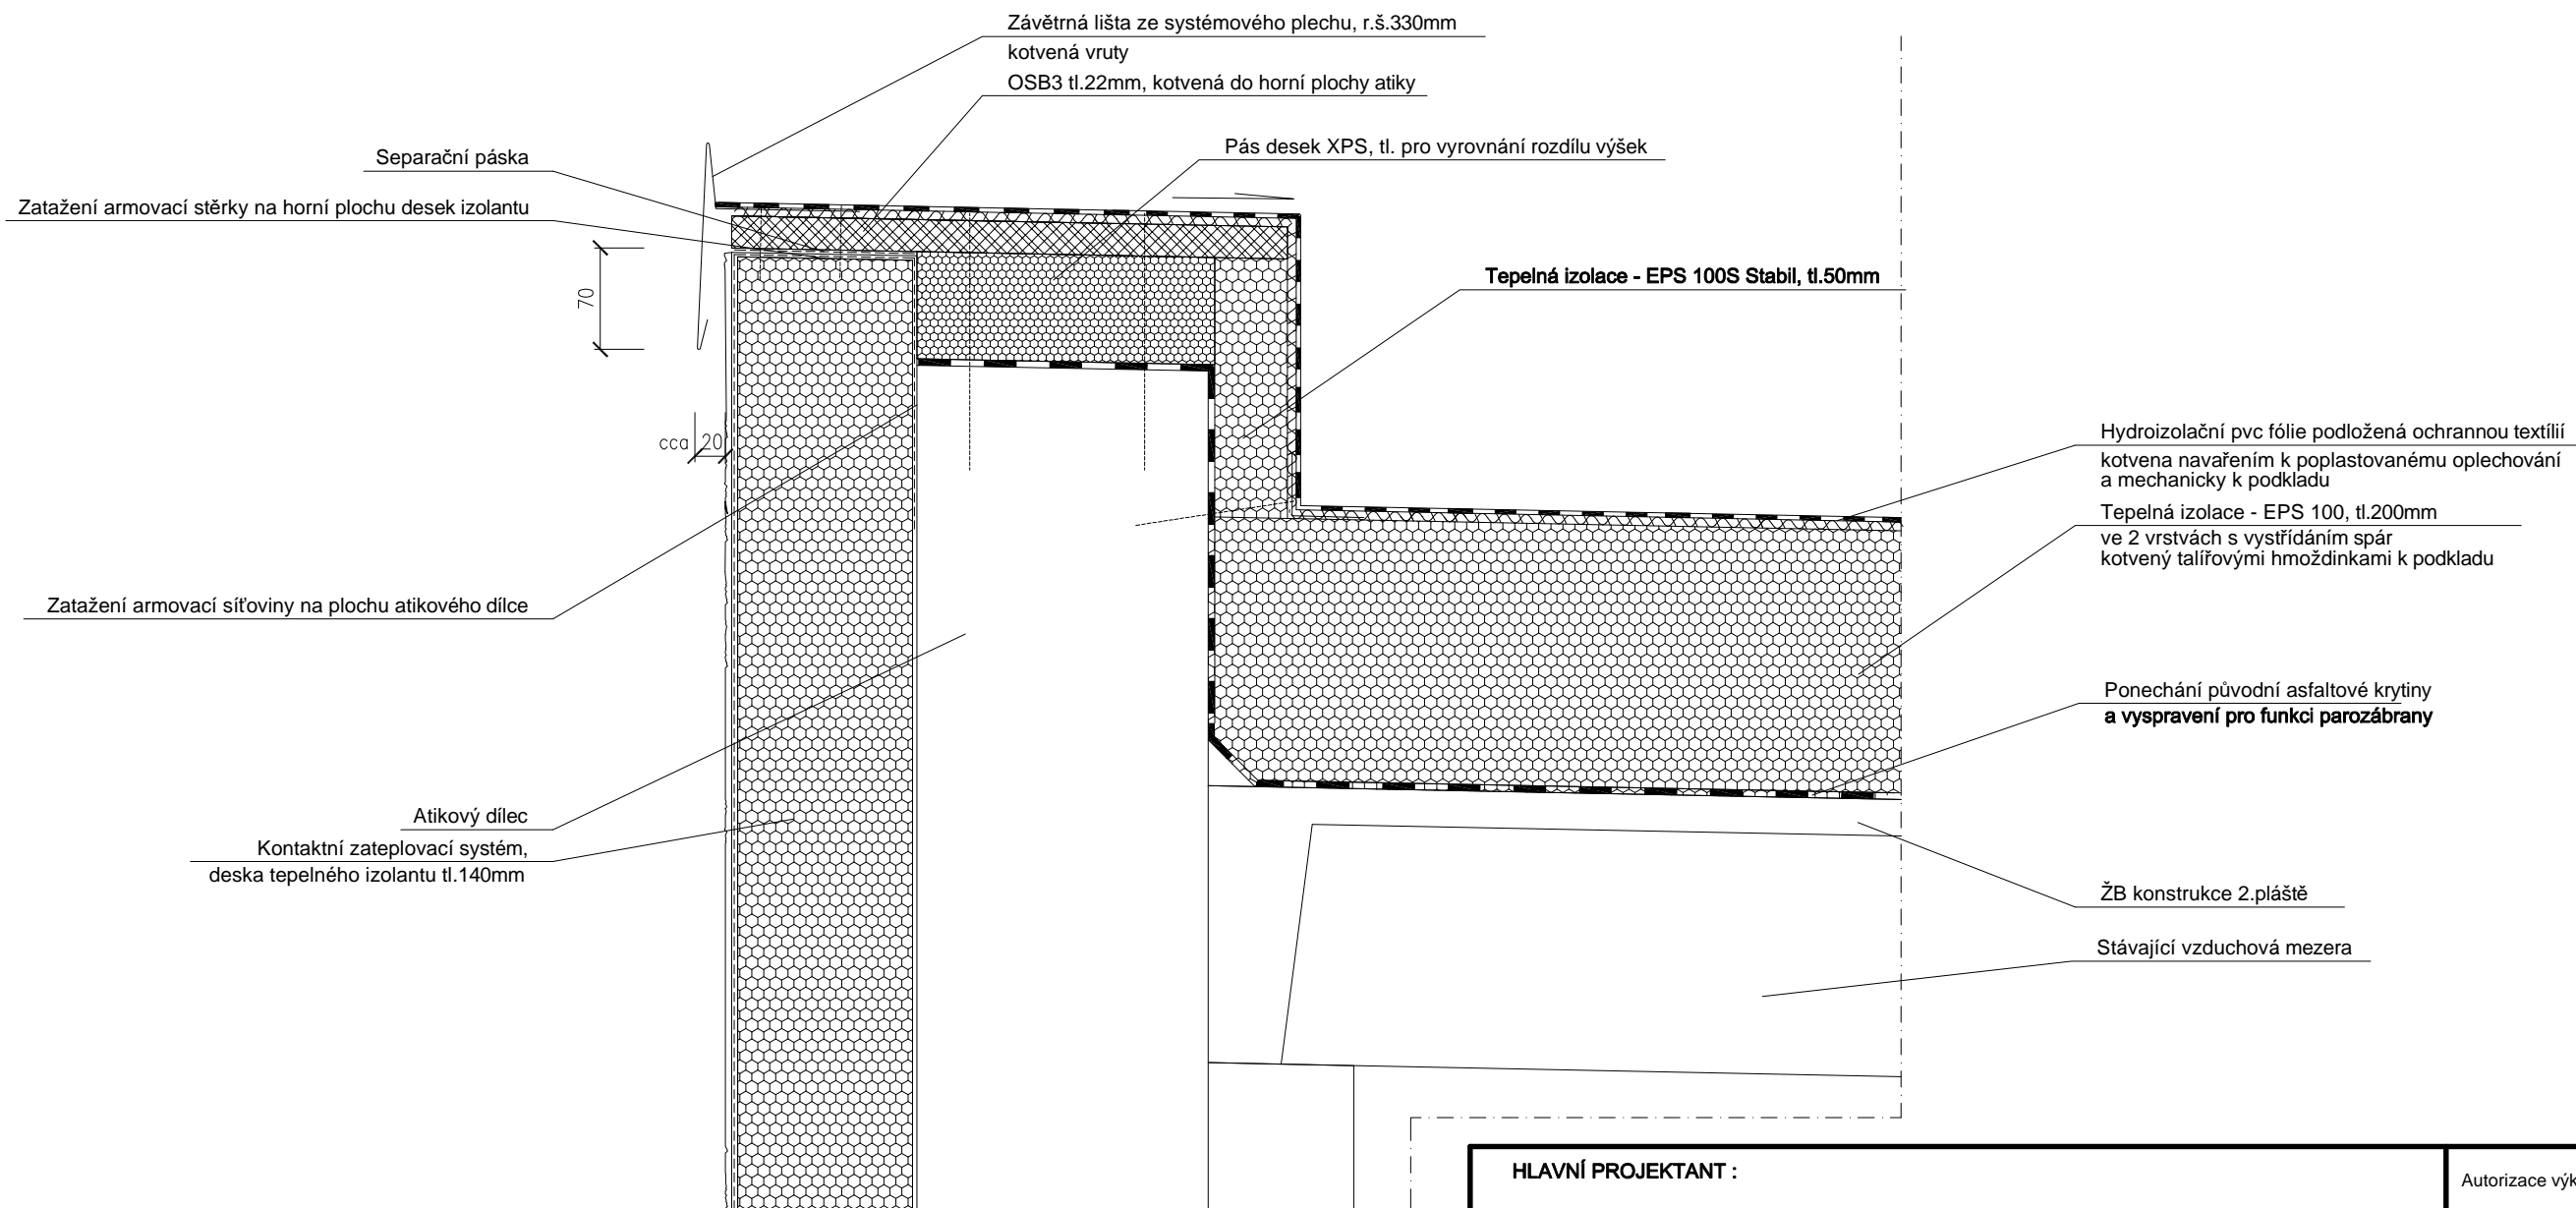 Závětrná lišta ze systémového plechu, r.š.330mm
kotvená vruty
OSB3 tl.22mm, kotvená do horní plochy atiky
Pás desek XPS, tl. pro vyrovnání rozdílu výšek
Separační páska
Zatažení armovací stěrky na horní plochu desek izolantu
70
Tepelná izolace - EPS 100S Stabil, tl.50mm
cca 20
Hydroizolační pvc fólie podložená ochrannou textílií
kotvena navařením k poplastovanému oplechování
a mechanicky k podkladu
Tepelná izolace - EPS 100, tl.200mm
ve 2 vrstvách s vystřídáním spár
kotvený talířovými hmoždinkami k podkladu
Zatažení armovací síťoviny na plochu atikového dílce
Ponechání původní asfaltové krytiny
a vyspravení pro funkci parozábrany
Atikový dílec
Kontaktní zateplovací systém,
deska tepelného izolantu tl.140mm
ŽB konstrukce 2.pláště
Stávající vzduchová mezera
HLAVNÍ PROJEKTANT :
Autorizace výk